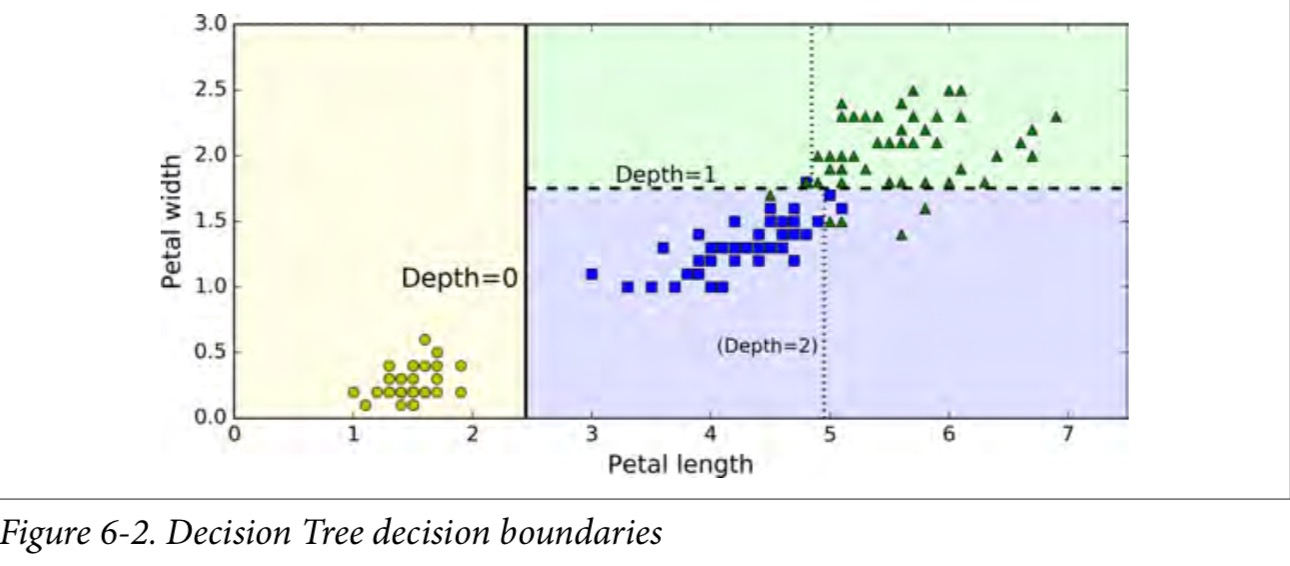 3.0
2.5
2.0
1.5
1.0
0.5
0.0
Petal width
Depth=1
Depth=0
(Depth=2)
0 1 2 3 4 5 6 7
Petal length
Figure 6-2. Decision Tree decision boundaries